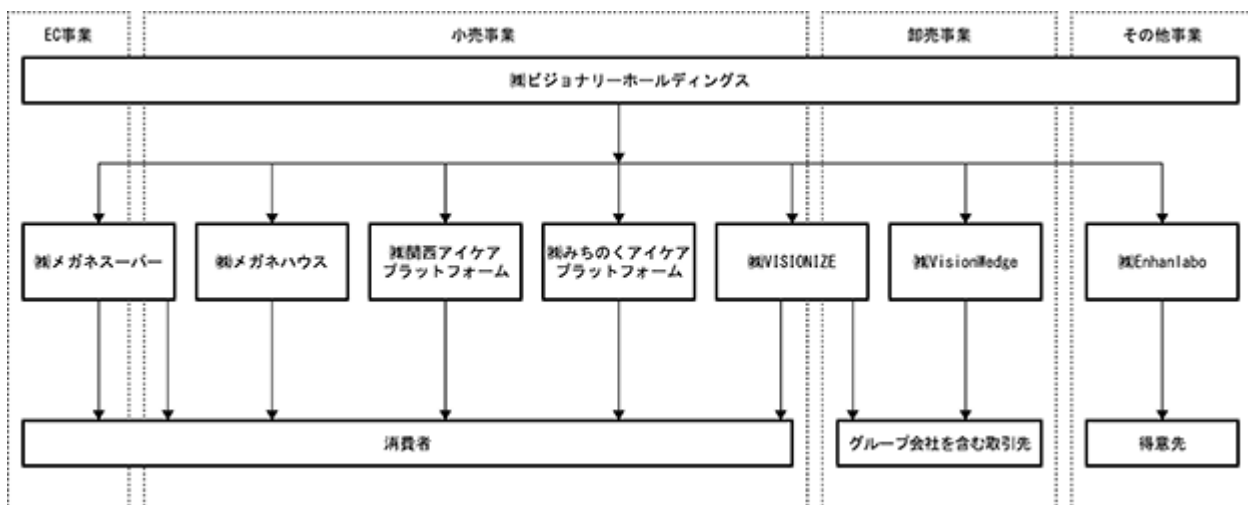 EC事業
小売事業
卸売事業
その他事業
㈱ビジョナリーホールディングス
㈱メガネスーパー
㈱メガネハウス
㈱関西アイケア
プラットフォーム
㈱みちのくアイケア
プラットフォーム
㈱VISIONIZE
㈱VisionWedge
㈱Enhanlabo
消費者
グループ会社を含む取引先
得意先